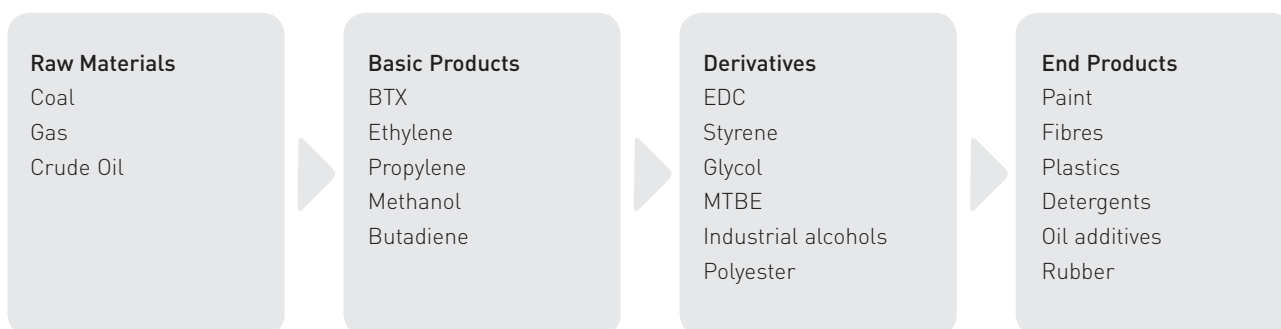 Raw Materials
Coal
Gas
Crude Oil
Basic Products
BTX
Ethylene
Propylene
Methanol
Butadiene
Derivatives
EDC
Styrene
Glycol
MTBE
Industrial alcohols
Polyester
End Products
Paint
Fibres
Plastics
Detergents
Oil additives
Rubber